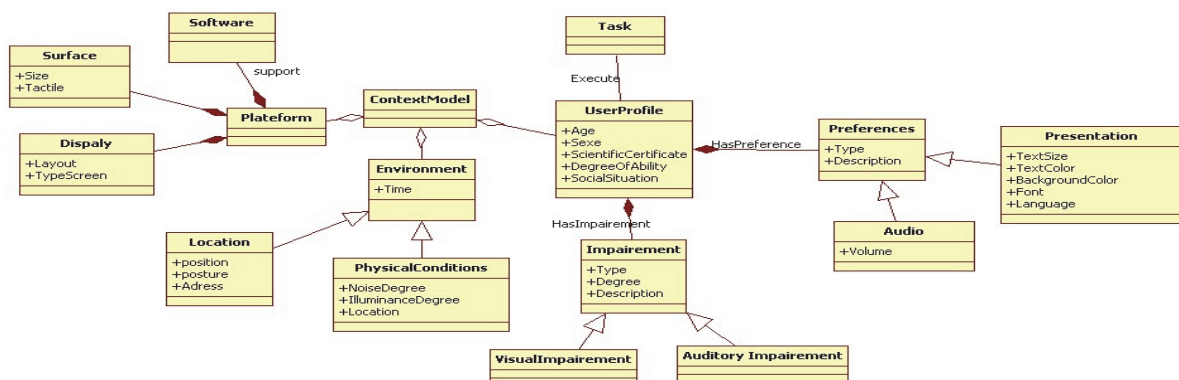 Software
support
Surface
+Size
+Tactile
Plateform
Dispaly
+Layout
+TypeScreen
ContextModel
Environment
+Time
Location
+position
+posture
+Adress
PhysicalConditions
+NoiseDegree
+IlluminanceDegree
+Location
Task
Execute
UserProfile
+Age
+Sexe
+ScientificCertificate
+DegreeOfAbility
+SocialSituation
HasPreference
HasImpairement
Impairement
+Type
+Degree
+Description
VisualImpairement
Auditory Impairement
Preferences
+Type
+Description
Audio
+Volume
Presentation
+TextSize
+TextColor
+BackgroundColor
+Font
+Language